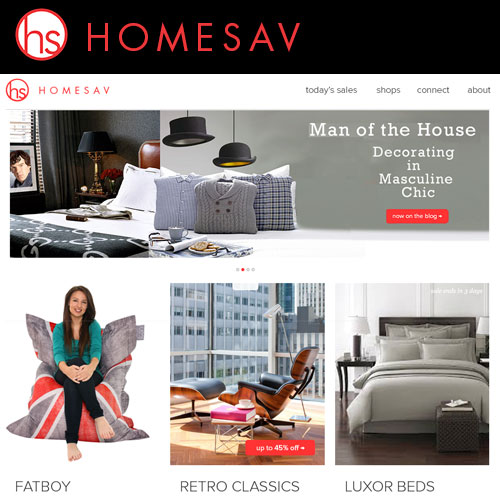 hs HOMESAV
hs HOMESAV
today's sales shops connect about
Man of the House
Decorating
in
Masculine
Chic
now on the blog
sale ends in 3 days
up to 45% off
FATBOY RETRO CLASSICS LUXOR BEDS